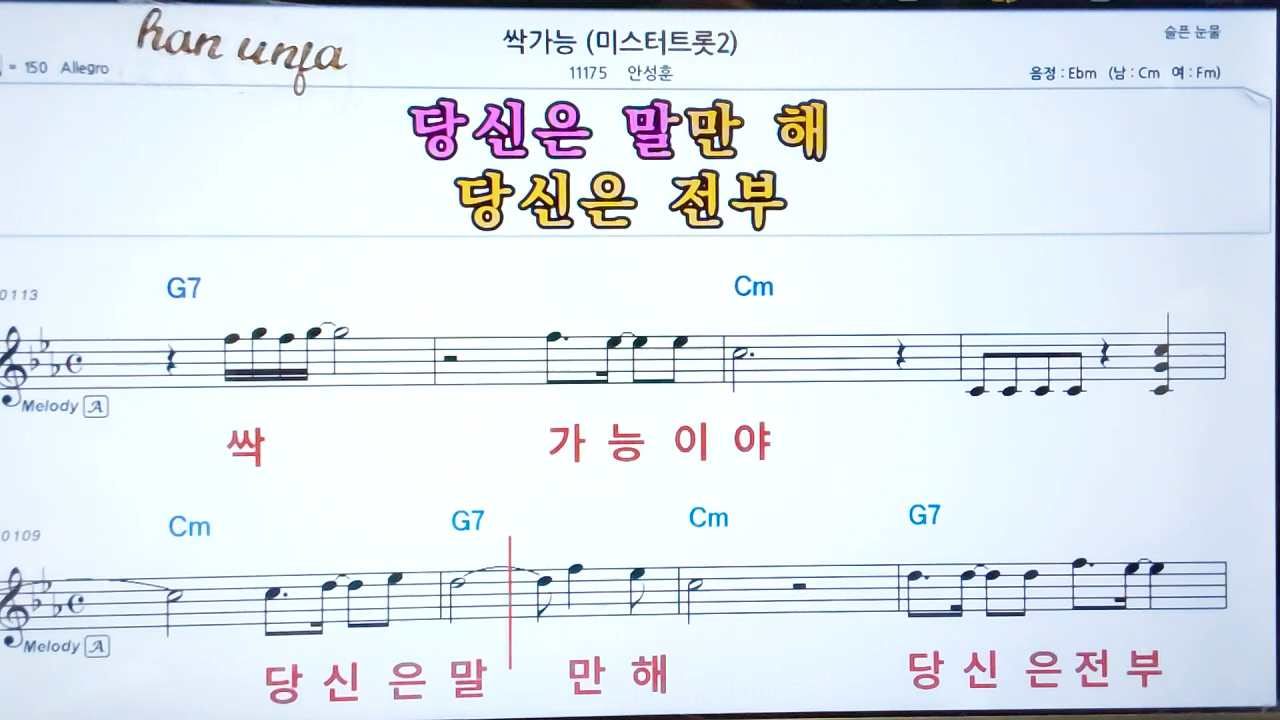 han unja
싹가능 (미스터트롯2)
슬픈 눈물
= 150 Allegro
11175 안성훈
음정 : Ebm (남 : Cm 여 : Fm)
당신은 말만 해
당신은 전부
0113
G7 Cm
Melody A
싹 가 능 이 야
0109
Cm G7 Cm G7
Melody A
당 신 은 말 만 해 당 신 은 전 부